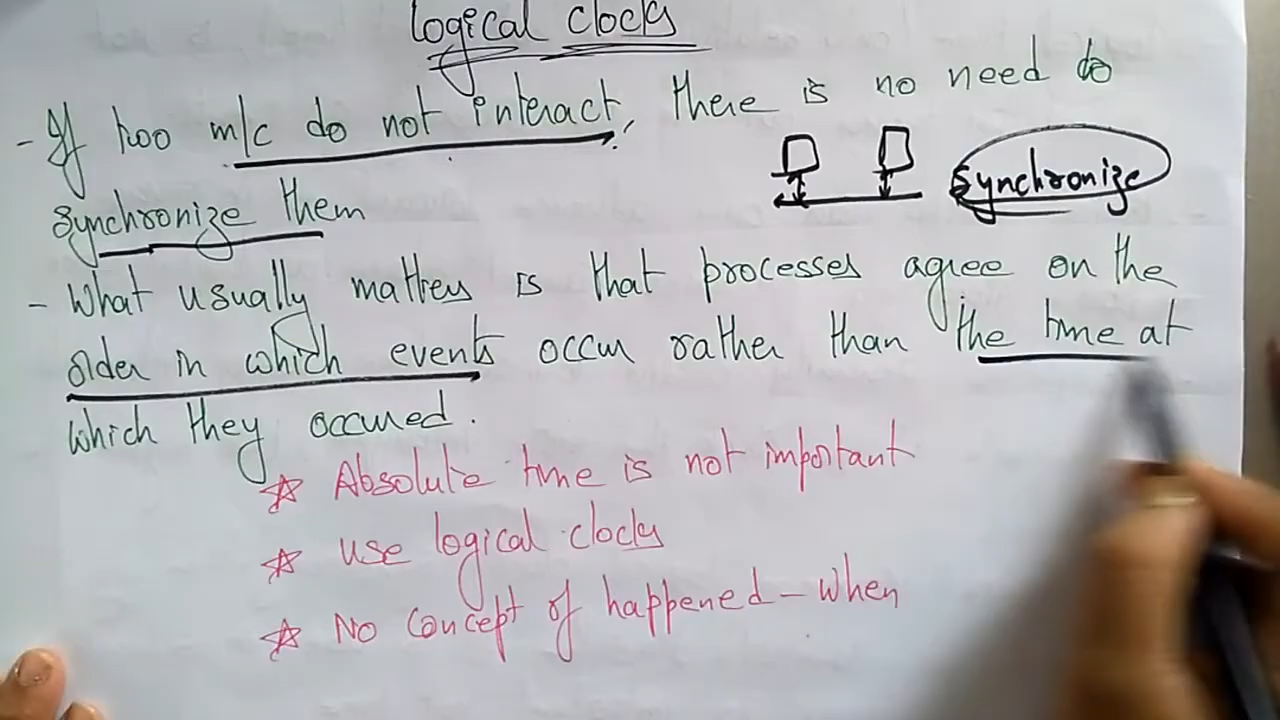 logical clocks
- If two m/c do not interact, there is no need to
synchronize them
synchronize
- What usually matters is that processes agree on the
order in which events occur rather than the time at
which they occured.
☆ Absolute time is not important
☆ use logical clocks
☆ No concept of happened - when